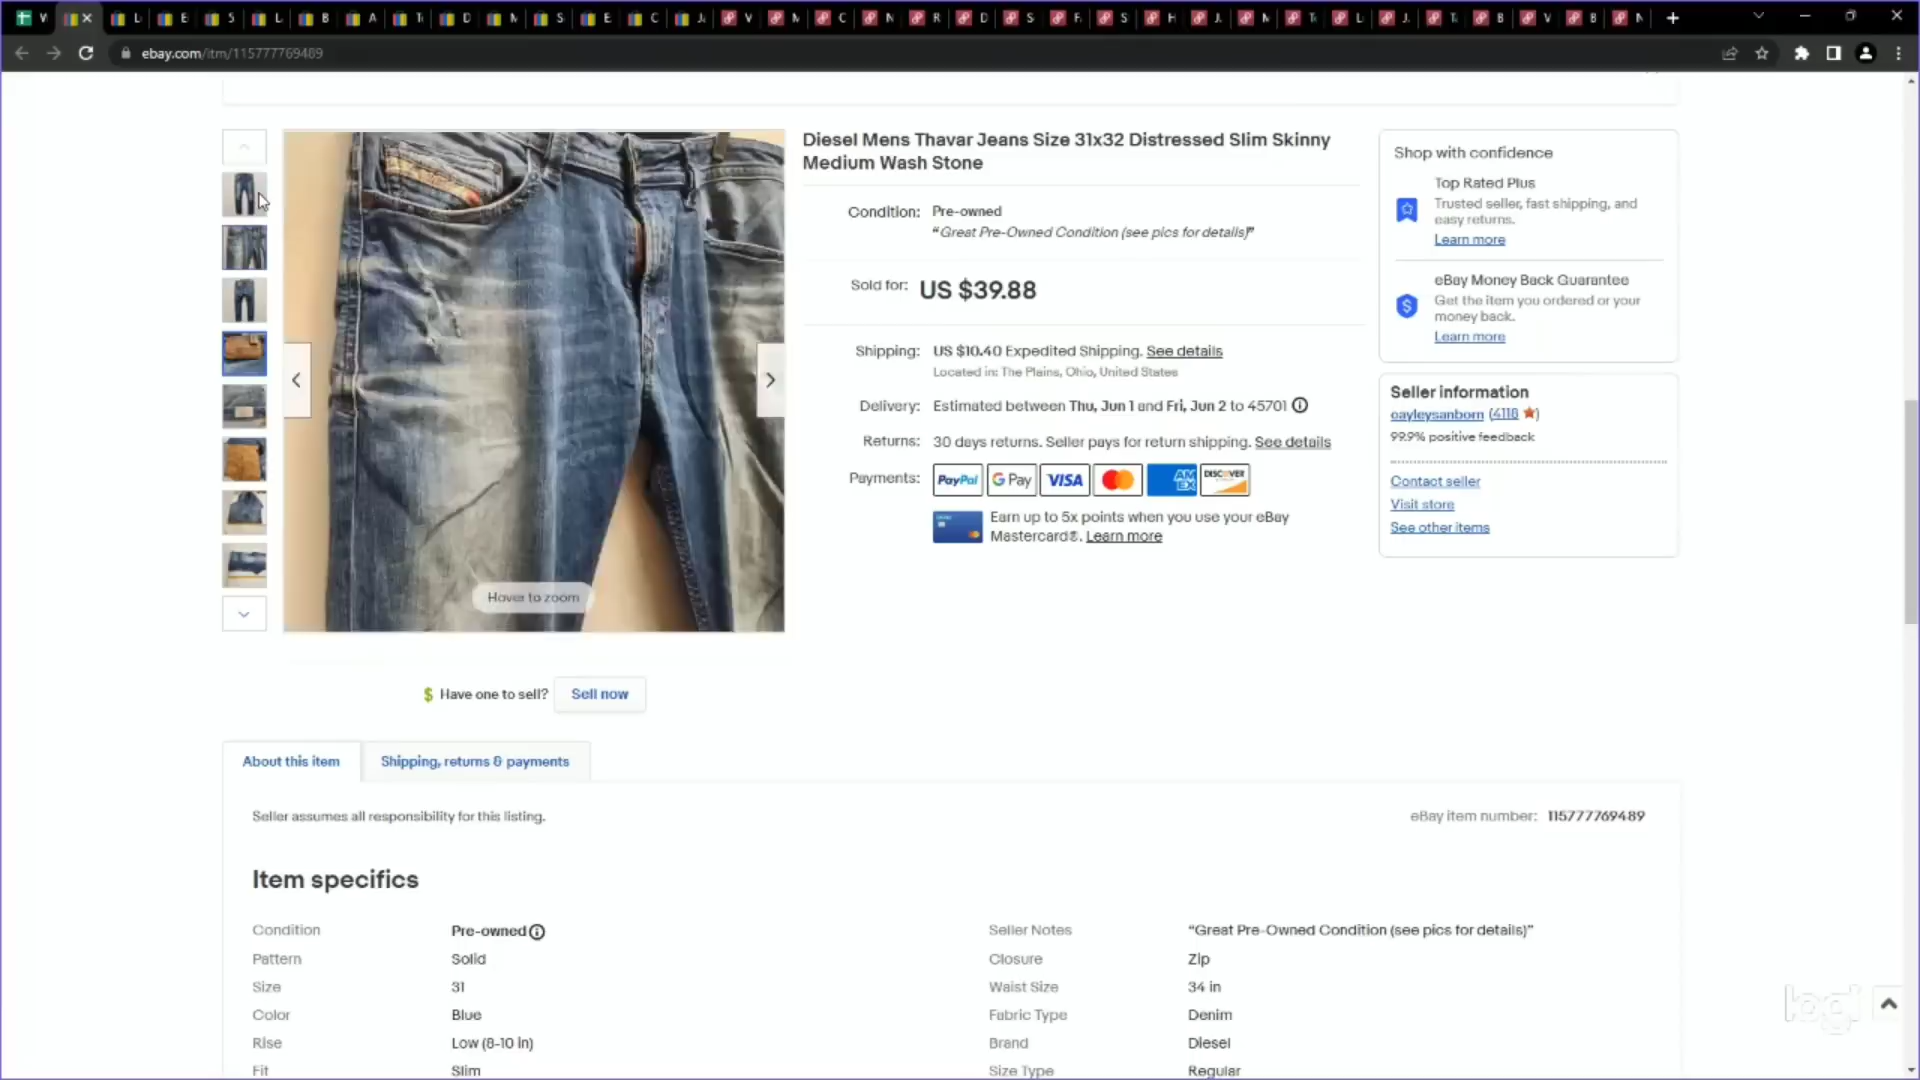 ebay.com/itm/115777769489
Diesel Mens Thavar Jeans Size 31x32 Distressed Slim Skinny
Medium Wash Stone
Condition: Pre-owned
“Great Pre-Owned Condition (see pics for details)”
Sold for: US $39.88
Shipping: US $10.40 Expedited Shipping. See details
Located in: The Plains, Ohio, United States
Delivery: Estimated between Thu, Jun 1 and Fri, Jun 2 to 45701
Returns: 30 days returns. Seller pays for return shipping. See details
Payments: PayPal G Pay VISA AMEX DISCOVER
Earn up to 5x points when you use your eBay
Mastercard®. Learn more
Shop with confidence
Top Rated Plus
Trusted seller, fast shipping, and
easy returns.
Learn more
eBay Money Back Guarantee
Get the item you ordered or your
money back.
Learn more
Seller information
cayleysanborn (4118)
99.9% positive feedback
Contact seller
Visit store
See other items
Hover to zoom
Have one to sell? Sell now
About this item
Shipping, returns & payments
Seller assumes all responsibility for this listing.
eBay item number: 115777769489
Item specifics
Condition Pre-owned
Seller Notes “Great Pre-Owned Condition (see pics for details)”
Pattern Solid
Closure Zip
Size 31
Waist Size 34 in
Color Blue
Fabric Type Denim
Rise Low (8-10 in)
Brand Diesel
Fit Slim
Size Type Regular
logi